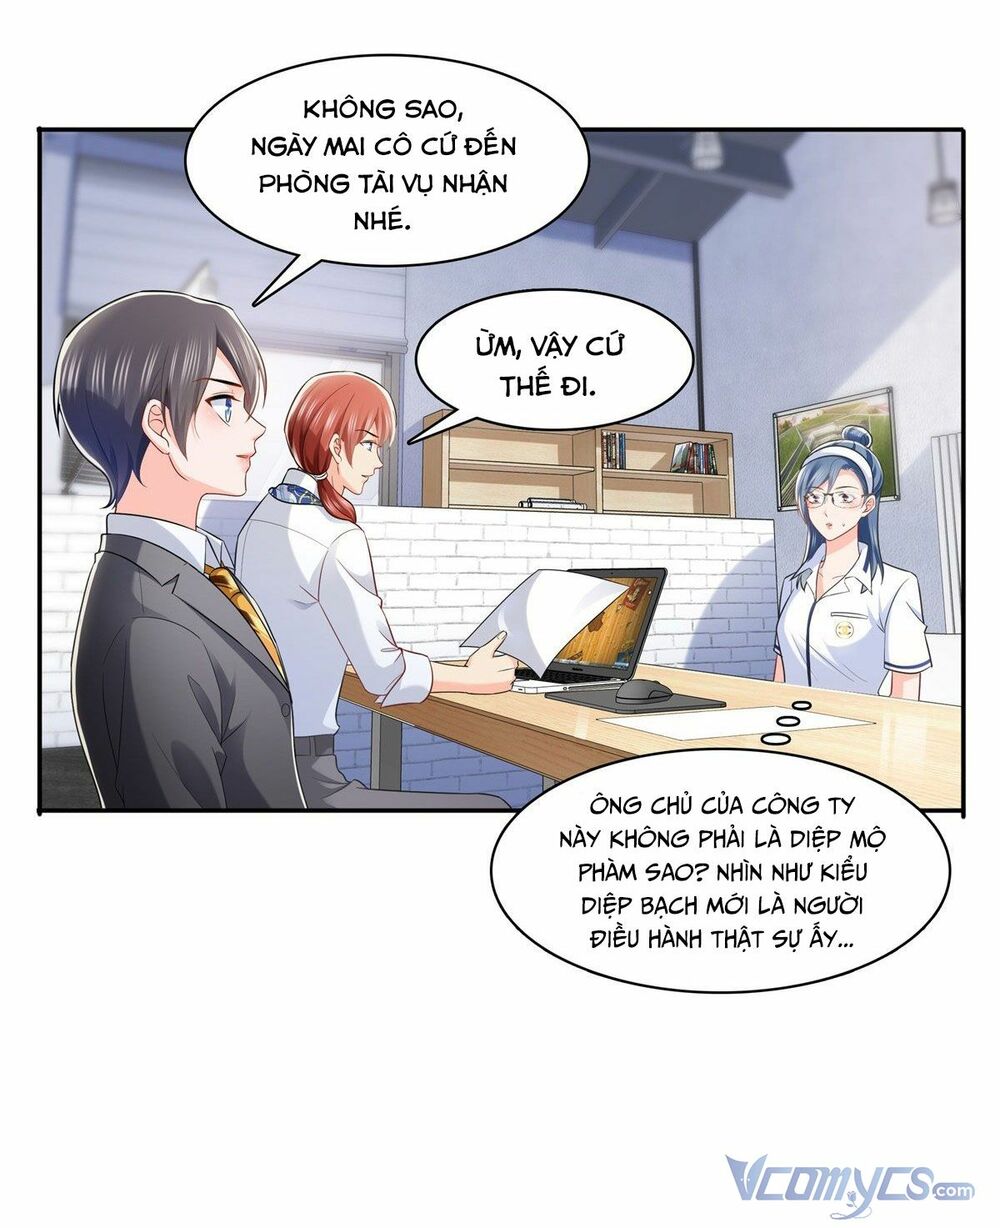 KHÔNG SAO,
NGÀY MAI CÔ CỨ ĐẾN
PHÒNG TÀI VỤ NHẬN
NHÉ.
ỪM, VẬY CỨ
THẾ ĐI.
ÔNG CHỦ CỦA CÔNG TY
NÀY KHÔNG PHẢI LÀ DIỆP MỘ
PHÀM SAO? NHÌN NHƯ KIỂU
DIỆP BẠCH MỚI LÀ NGƯỜI
ĐIỀU HÀNH THẬT SỰ ẤY...
VCOMYCS.com